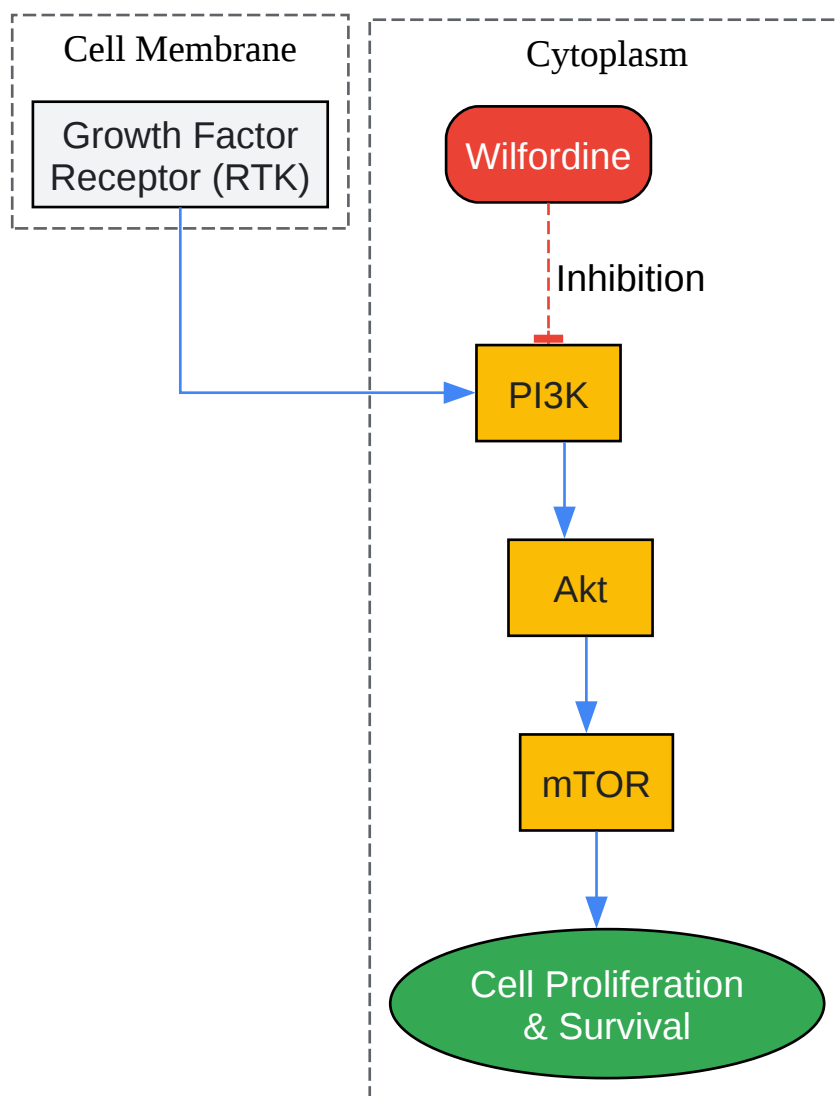 Cell Membrane
Growth Factor
Receptor (RTK)
Cytoplasm
Wilfordine
Inhibition
PI3K
Akt
mTOR
Cell Proliferation
& Survival